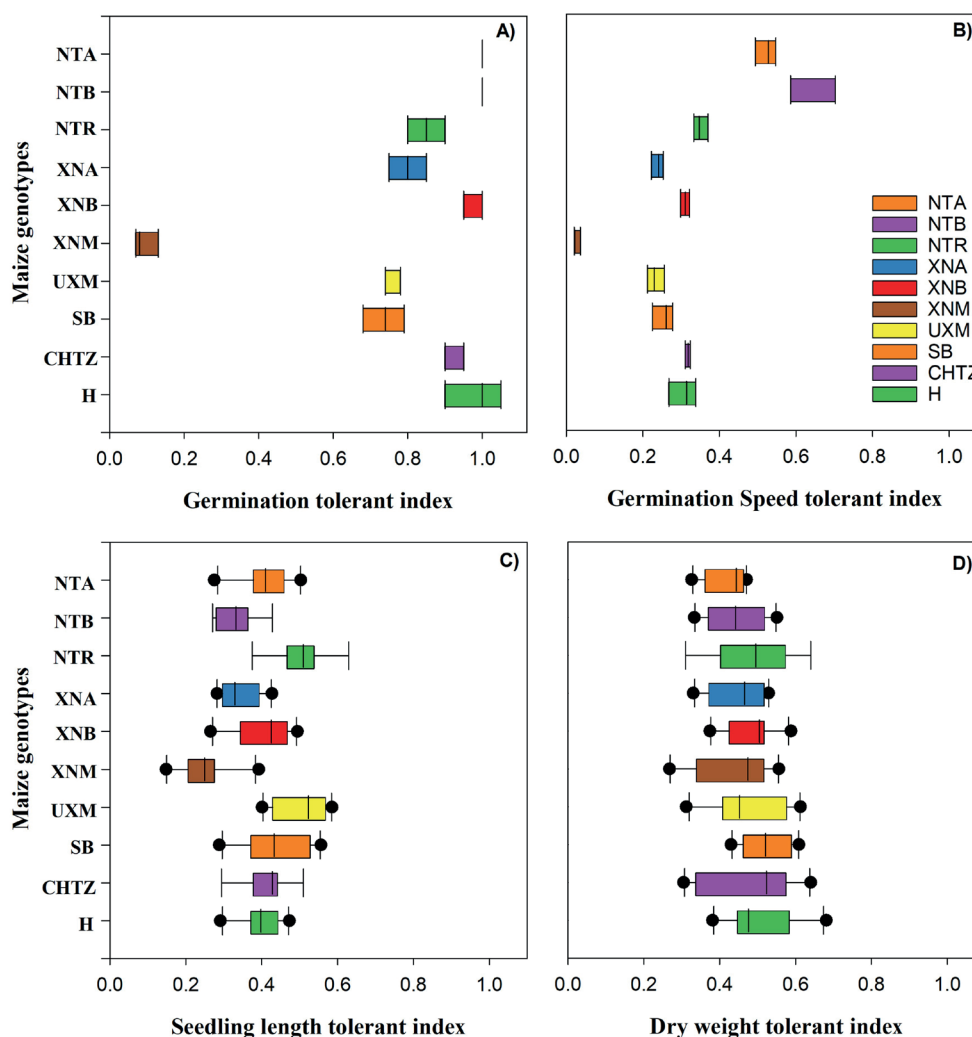 A)
Maize genotypes
NTA
NTB
NTR
XNA
XNB
XNM
UXM
SB
CHTZ
H
0.0 0.2 0.4 0.6 0.8 1.0
Germination tolerant index
B)
NTA
NTB
NTR
XNA
XNB
XNM
UXM
SB
CHTZ
H
0.0 0.2 0.4 0.6 0.8 1.0
Germination Speed tolerant index
C)
Maize genotypes
NTA
NTB
NTR
XNA
XNB
XNM
UXM
SB
CHTZ
H
0.0 0.2 0.4 0.6 0.8 1.0
Seedling length tolerant index
D)
0.0 0.2 0.4 0.6 0.8 1.0
Dry weight tolerant index